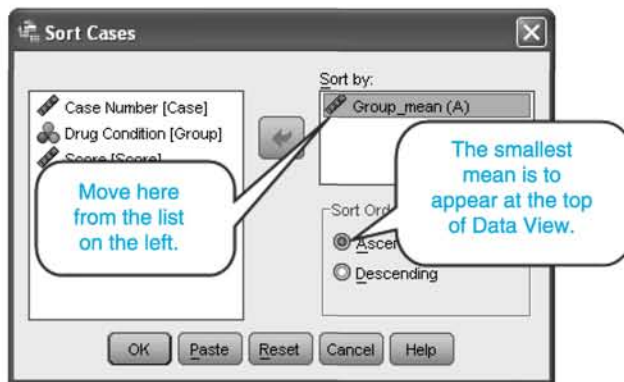 Sort Cases
Sort by:
Case Number [Case]
Drug Condition [Group]
Score [Score]
Group_mean (A)
Move here
from the list
on the left.
The smallest
mean is to
appear at the top
of Data View.
Sort Ord
Ascen
Descending
OK
Paste
Reset
Cancel
Help